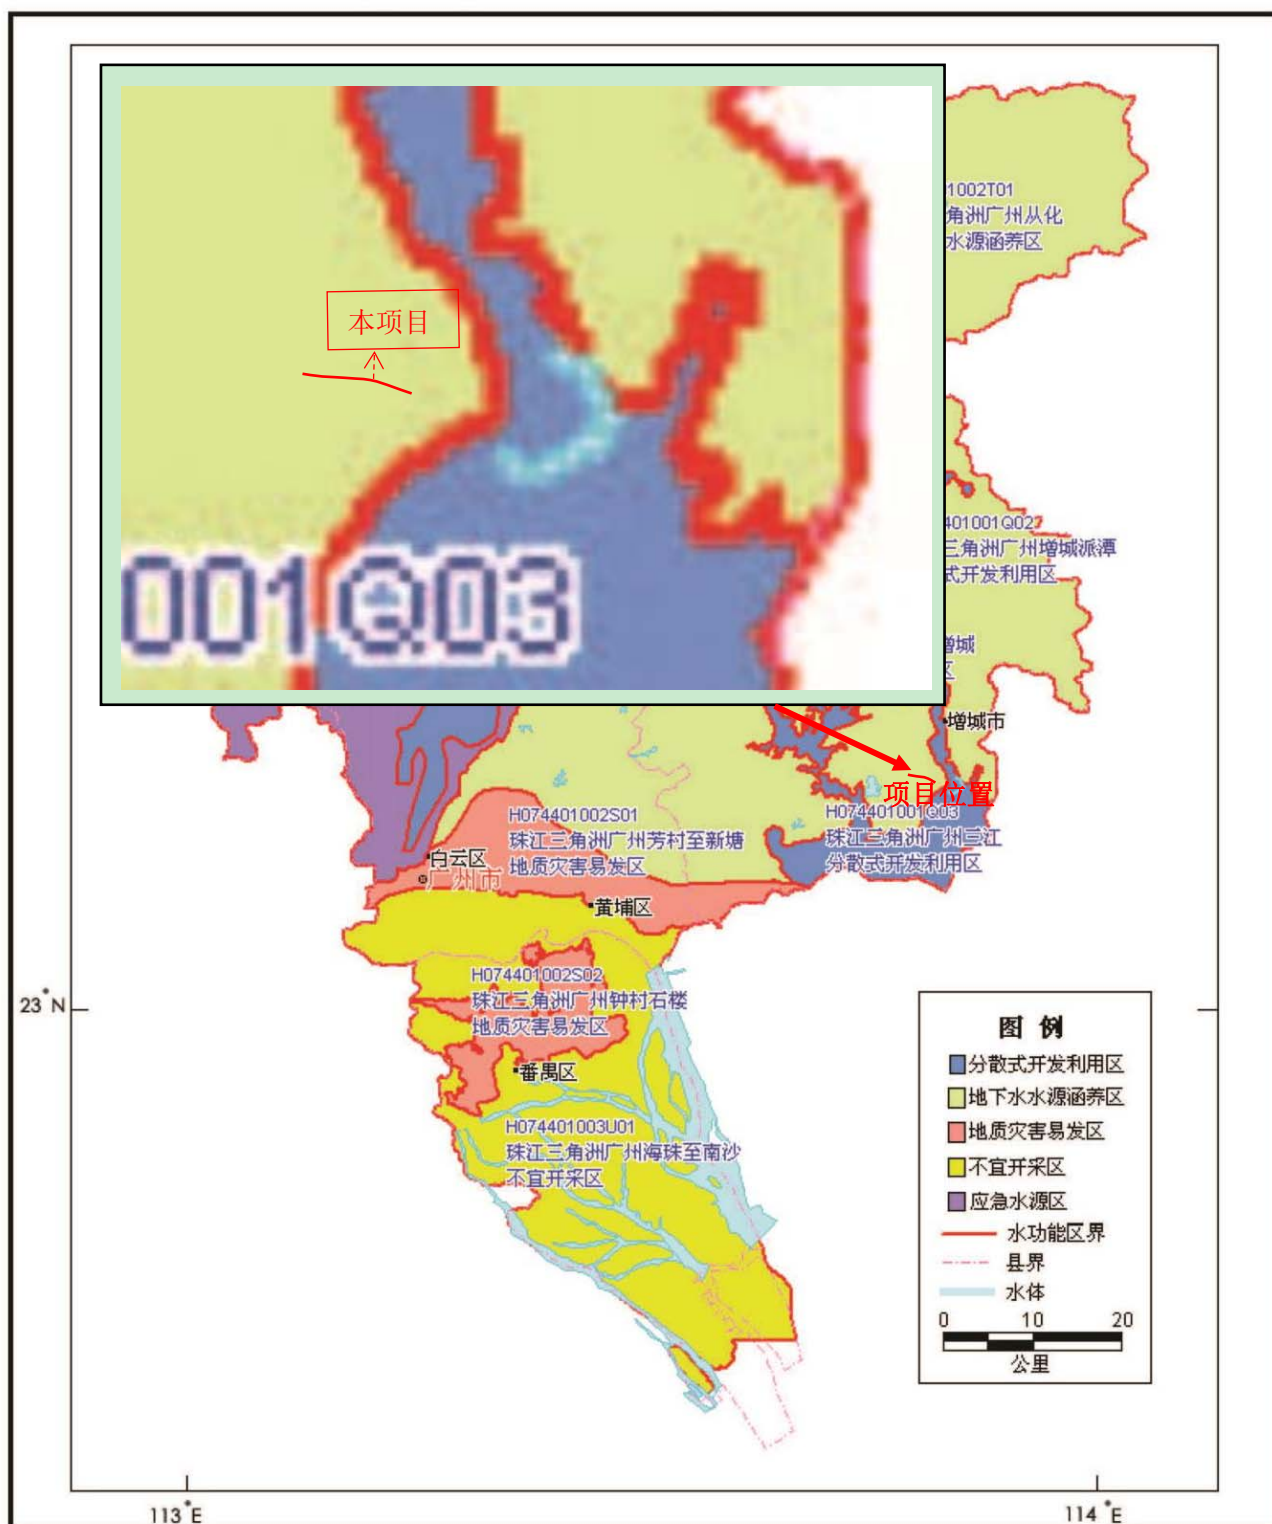 本项目
001Q03
1002T01
角洲广州从化
水源涵养区
401001Q02
三角洲广州增城派潭
式开发利用区
增城
区
增城市
项目位置
H074401001Q03
珠江三角洲广州三江
分散式开发利用区
H074401002S01
珠江三角洲广州芳村至新塘
地质灾害易发区
白云区
广州市
黄埔区
H074401002S02
珠江三角洲广州钟村石楼
地质灾害易发区
番禺区
H074401003U01
珠江三角洲广州海珠至南沙
不宜开采区
23°N
图 例
分散式开发利用区
地下水水源涵养区
地质灾害易发区
不宜开采区
应急水源区
水功能区界
县界
水体
0 10 20
公里
113°E
114°E